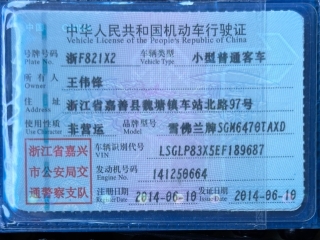 中华人民共和国机动车行驶证
Vehicle License of the People's Republic of China
号牌号码 浙F821X2 车辆类型 小型普通客车
Plate No. Vehicle Type
所有人 王伟锋
Owner
住址 浙江省嘉善县魏塘镇车站北路97号
Address
使用性质 非营运 品牌型号 雪佛兰牌SGM6470TAXD
Use Character Model
浙江省嘉兴市公安局交通警察支队
车辆识别代号 LSGLP83X5EF189687
VIN
发动机号码 141250664
Engine No.
注册日期 2014-06-10 发证日期 2014-06-10
Register Date Issue Date